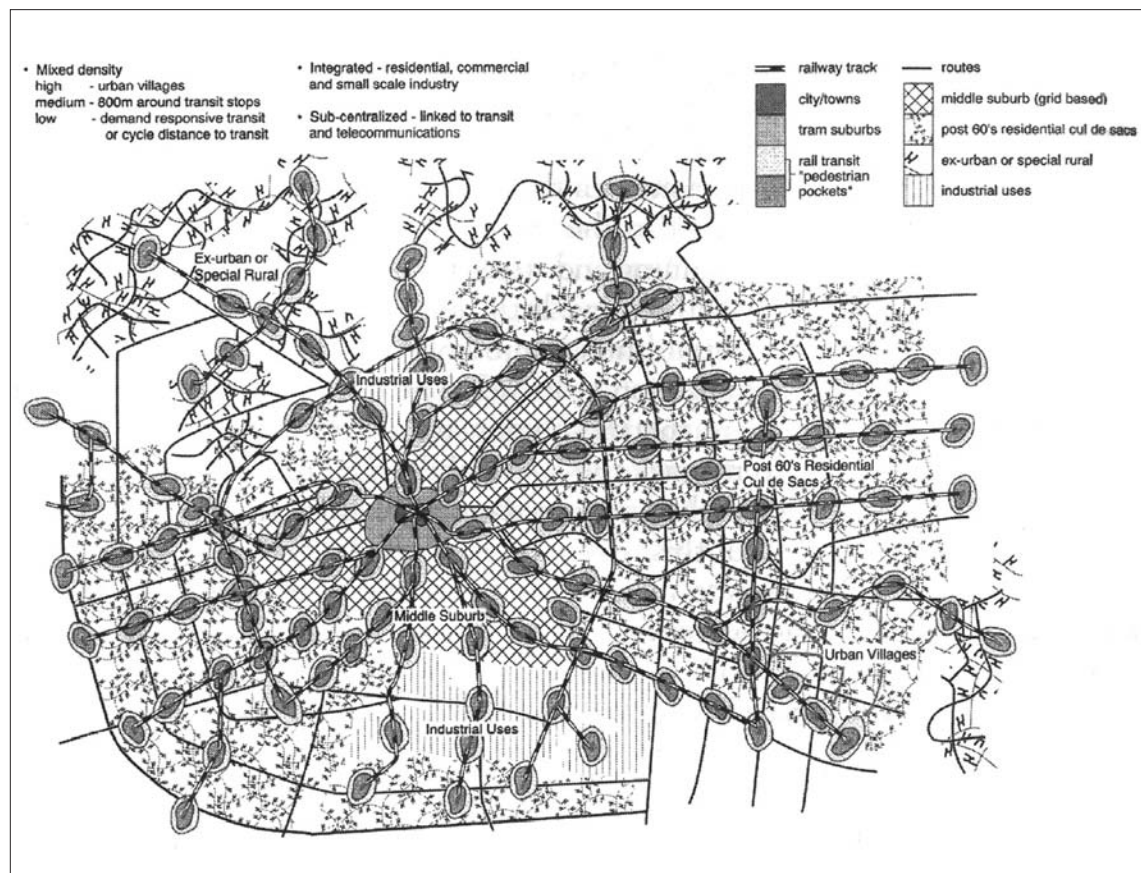 • Mixed density
high - urban villages
medium - 800m around transit stops
low - demand responsive transit
or cycle distance to transit
• Integrated - residential, commercial
and small scale industry
• Sub-centralized - linked to transit
and telecommunications
railway track
city/towns
tram suburbs
rail transit
"pedestrian
pockets"
routes
middle suburb (grid based)
post 60's residential cul de sacs
ex-urban or special rural
industrial uses
Ex-urban or
Special Rural
Industrial Uses
Post 60's Residential
Cul de Sacs
Middle Suburb
Urban Villages
Industrial Uses